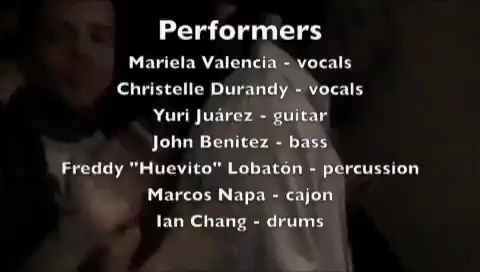 Performers
Mariela Valencia - vocals
Christelle Durandy - vocals
Yuri Juárez - guitar
John Benitez - bass
Freddy "Huevito" Lobatón - percussion
Marcos Napa - cajon
Ian Chang - drums